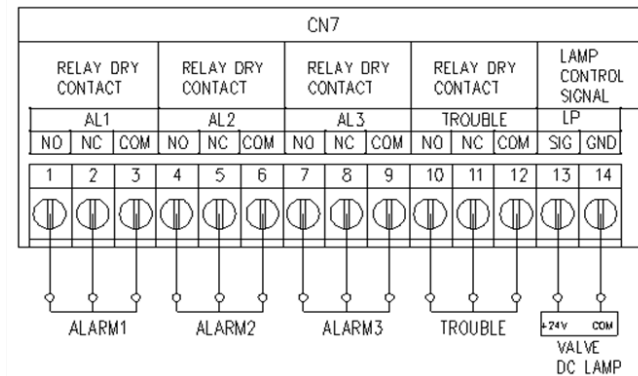 CN7
RELAY DRY CONTACT
RELAY DRY CONTACT
RELAY DRY CONTACT
RELAY DRY CONTACT
LAMP CONTROL SIGNAL
AL1 AL2 AL3 TROUBLE LP
NO NC COM NO NC COM NO NC COM NO NC COM SIG GND
1 2 3 4 5 6 7 8 9 10 11 12 13 14
ALARM1 ALARM2 ALARM3 TROUBLE
+24V COM
VALVE
DC LAMP